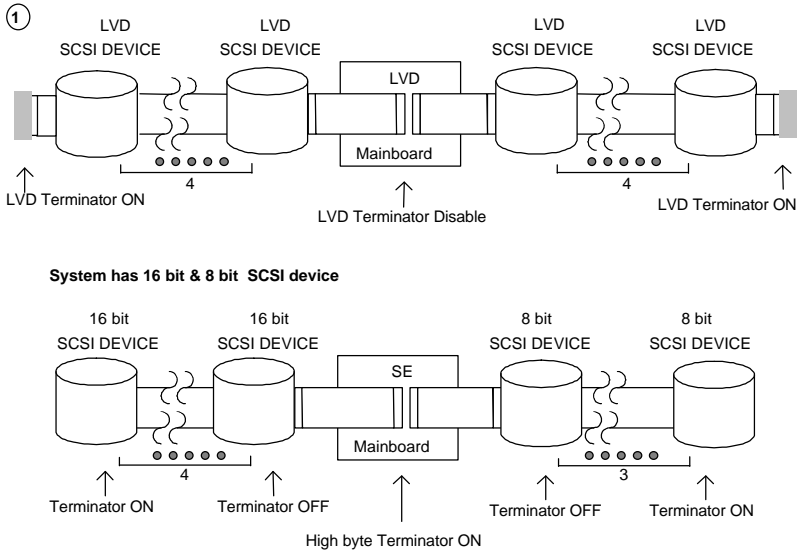 1
LVD
SCSI DEVICE
LVD
SCSI DEVICE
LVD
SCSI DEVICE
LVD
SCSI DEVICE
LVD
Mainboard
4
4
LVD Terminator ON
LVD Terminator Disable
LVD Terminator ON
System has 16 bit & 8 bit SCSI device
16 bit
SCSI DEVICE
16 bit
SCSI DEVICE
8 bit
SCSI DEVICE
8 bit
SCSI DEVICE
SE
Mainboard
4
3
Terminator ON
Terminator OFF
Terminator OFF
Terminator ON
High byte Terminator ON